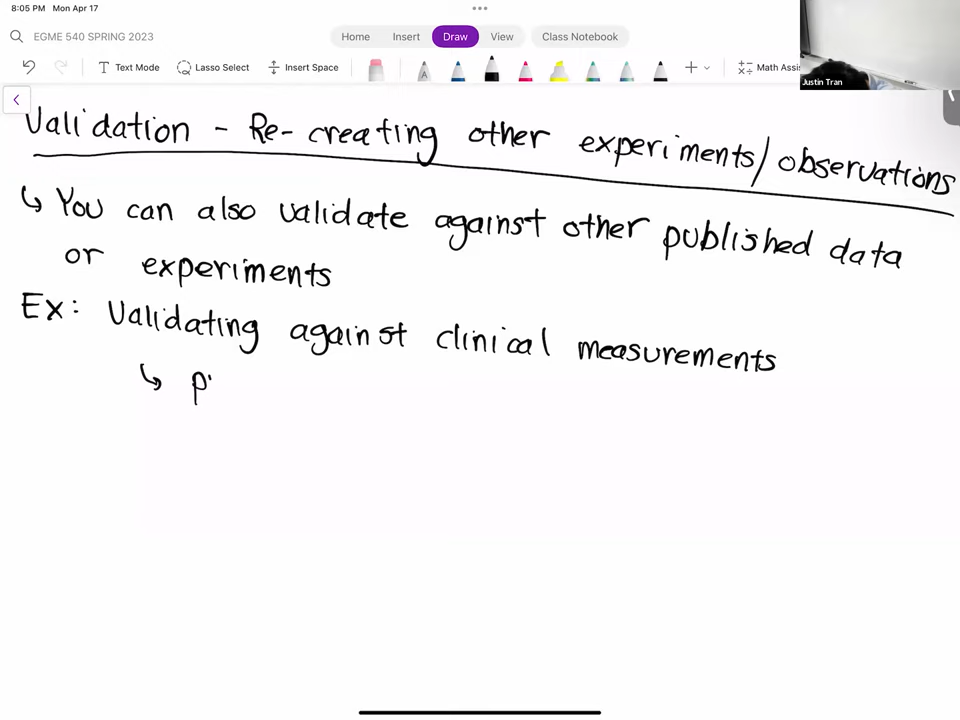 8:05 PM Mon Apr 17
EGME 540 SPRING 2023
Home Insert Draw View Class Notebook
Text Mode Lasso Select Insert Space A Math Assis
Justin Tran
Validation - Re-creating other experiments/observations
↳ You can also validate against other published data
or experiments
Ex: Validating against clinical measurements
↳ p